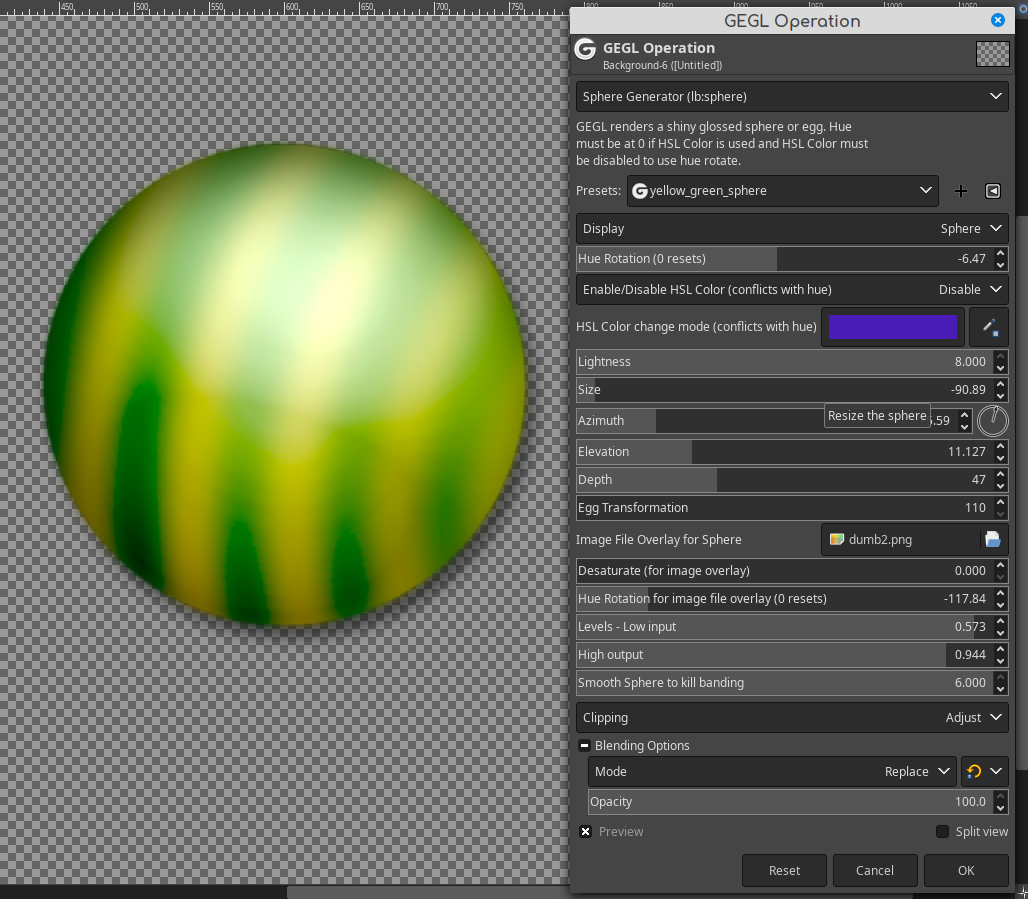 450
500
550
600
650
700
750
GEGL Operation
GEGL Operation
Background-6 ([Untitled])
Sphere Generator (lb:sphere)
GEGL renders a shiny glossed sphere or egg. Hue
must be at 0 if HSL Color is used and HSL Color must
be disabled to use hue rotate.
Presets: yellow_green_sphere
Display Sphere
Hue Rotation (0 resets) -6.47
Enable/Disable HSL Color (conflicts with hue) Disable
HSL Color change mode (conflicts with hue)
Lightness 8.000
Size -90.89
Resize the sphere
Azimuth .59
Elevation 11.127
Depth 47
Egg Transformation 110
Image File Overlay for Sphere dumb2.png
Desaturate (for image overlay) 0.000
Hue Rotation for image file overlay (0 resets) -117.84
Levels - Low input 0.573
High output 0.944
Smooth Sphere to kill banding 6.000
Clipping Adjust
Blending Options
Mode Replace
Opacity 100.0
Preview Split view
Reset Cancel OK